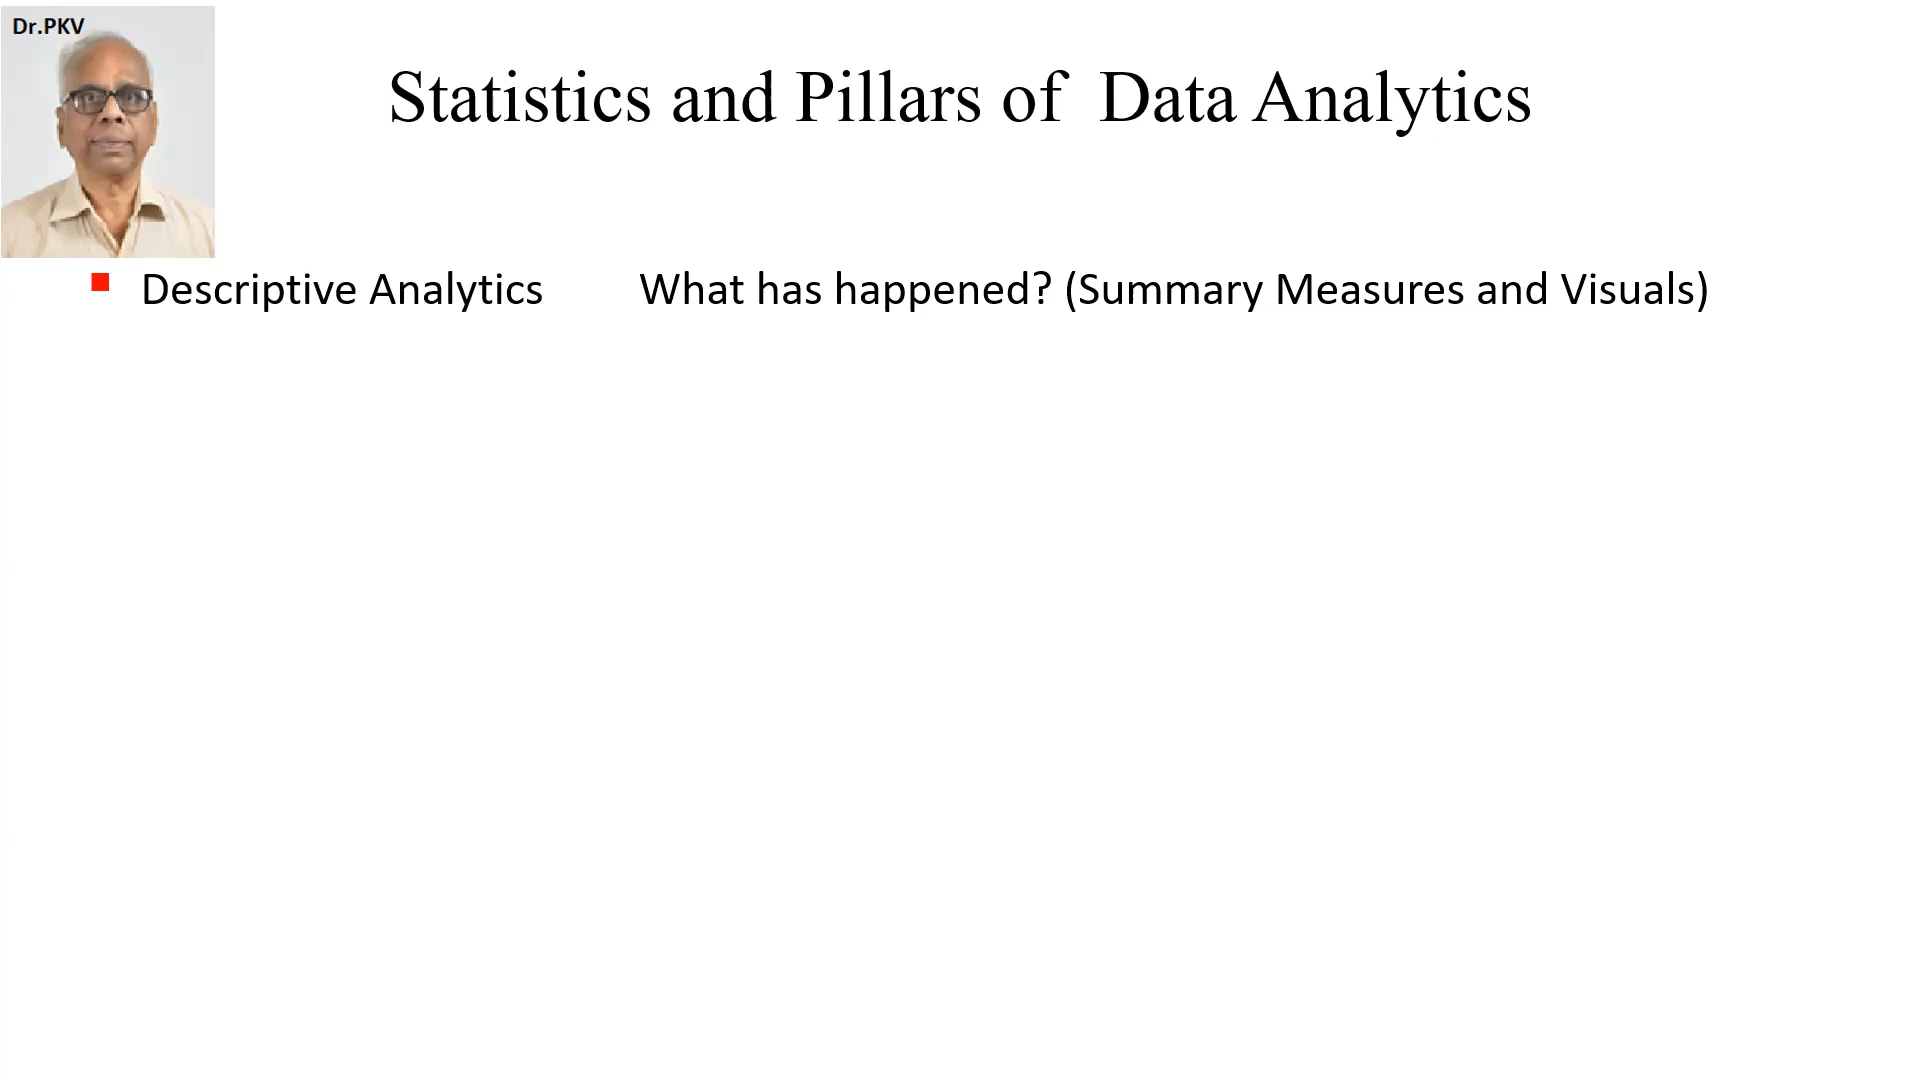 Dr.PKV
Statistics and Pillars of Data Analytics
Descriptive Analytics What has happened? (Summary Measures and Visuals)